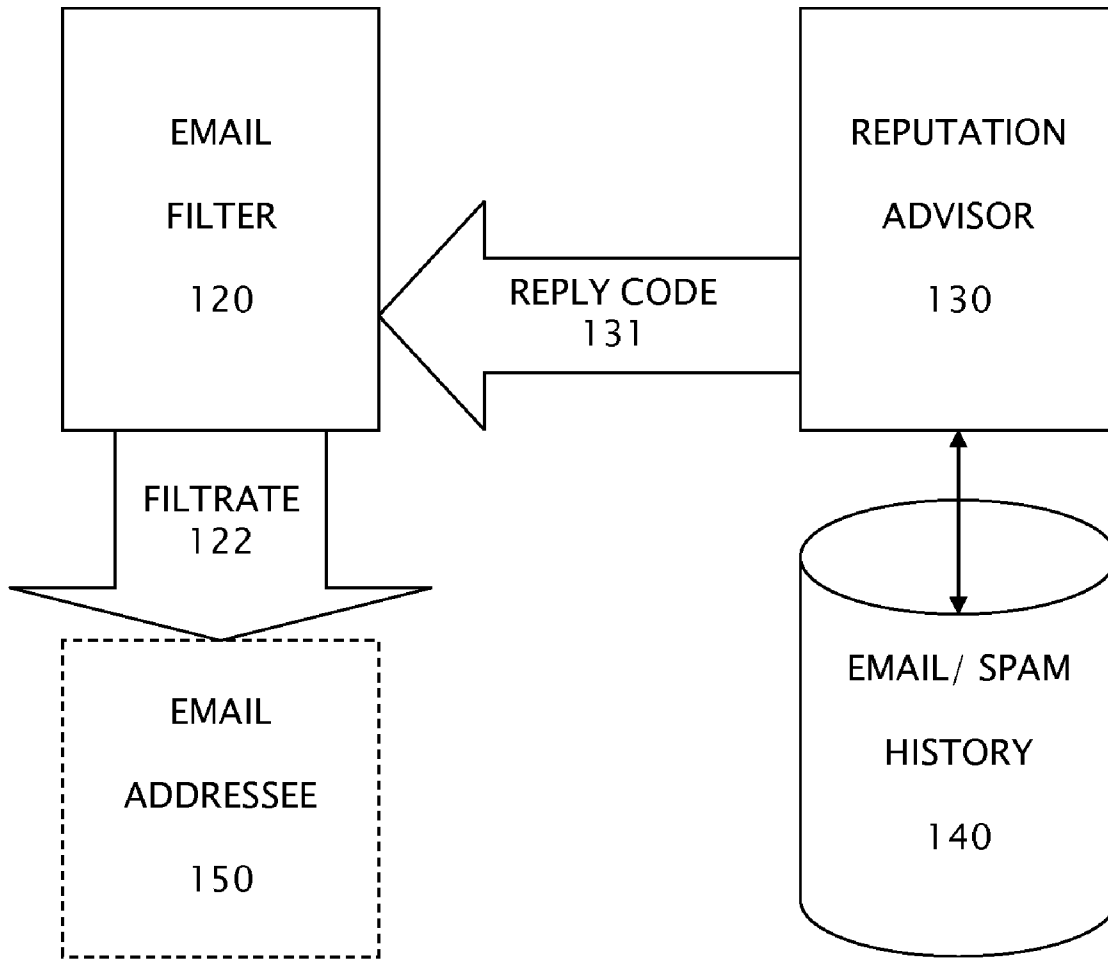 EMAIL
FILTER
120
REPUTATION
ADVISOR
130
REPLY CODE
131
FILTRATE
122
EMAIL
ADDRESSEE
150
EMAIL/ SPAM
HISTORY
140